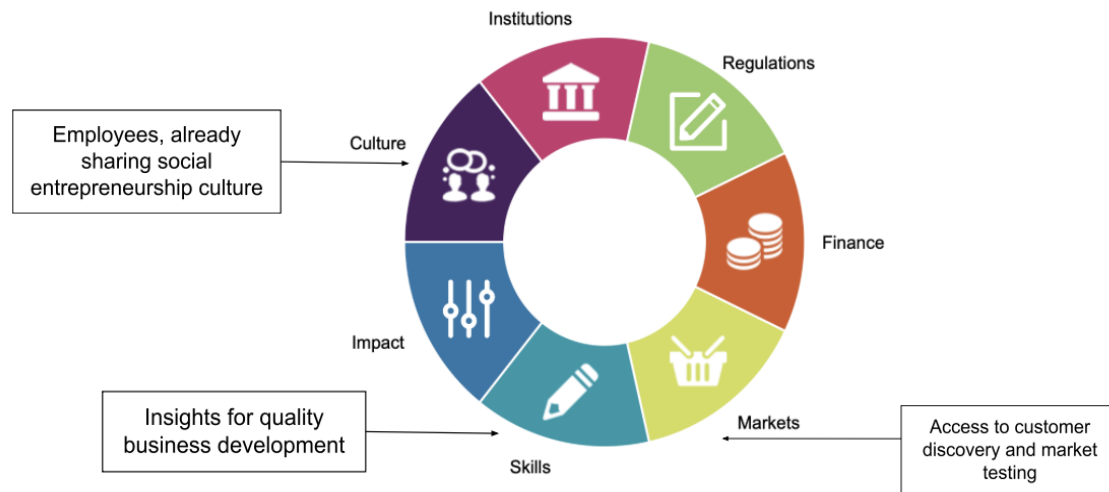 Institutions
Regulations
Employees, already
sharing social
entrepreneurship culture
Culture
Finance
Impact
Insights for quality
business development
Skills
Markets
Access to customer
discovery and market
testing